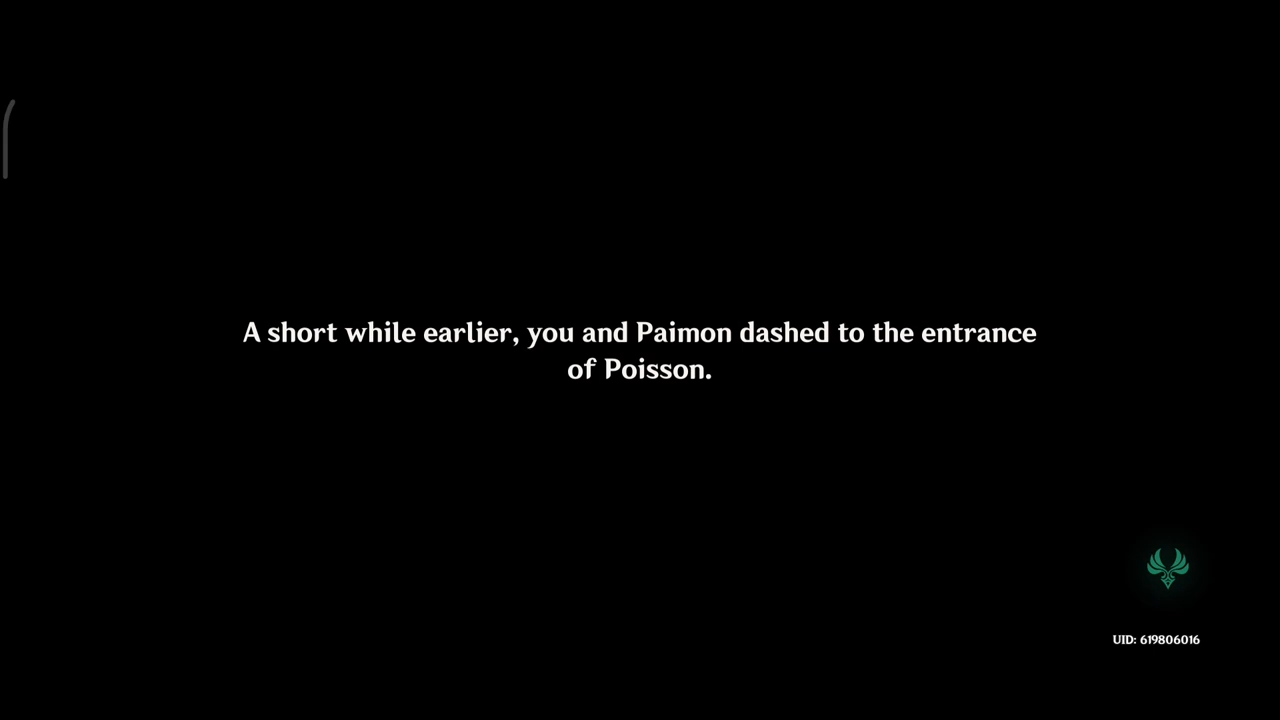 A short while earlier, you and Paimon dashed to the entrance
of Poisson.
UID: 619806016